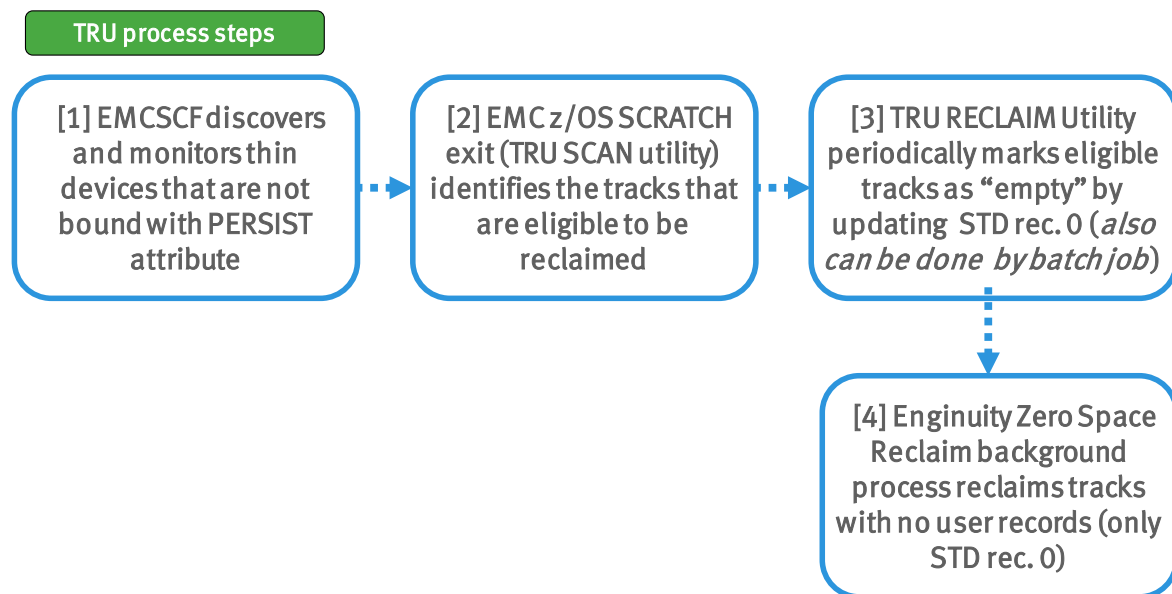 TRU process steps
[1] EMCSCF discovers
and monitors thin
devices that are not
bound with PERSIST
attribute
[2] EMC z/OS SCRATCH
exit (TRU SCAN utility)
identifies the tracks that
are eligible to be
reclaimed
[3] TRU RECLAIM Utility
periodically marks eligible
tracks as “empty” by
updating STD rec. 0 (also
can be done by batch job)
[4] Enginuity Zero Space
Reclaim background
process reclaims tracks
with no user records (only
STD rec. 0)